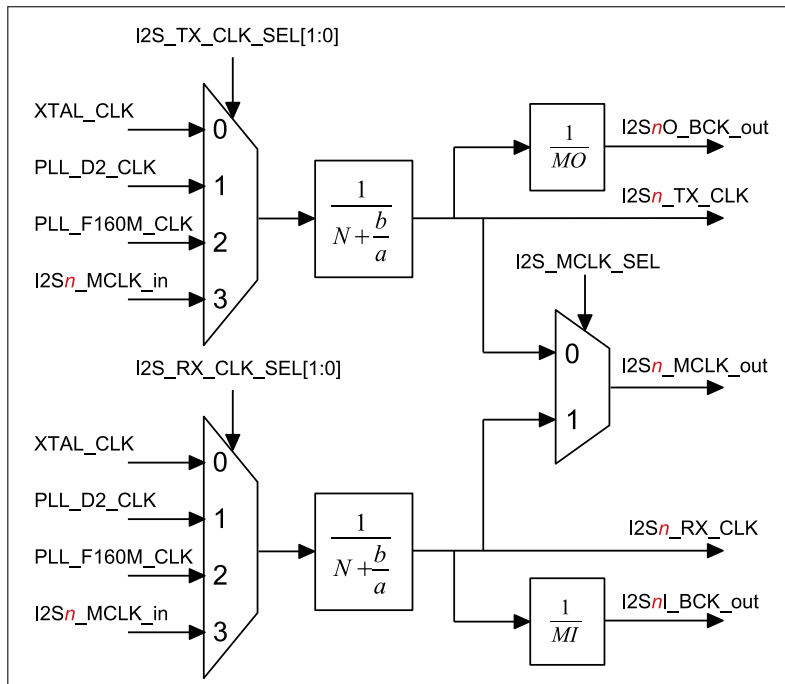 I2S_TX_CLK_SEL[1:0]
XTAL_CLK
0
PLL_D2_CLK
1
PLL_F160M_CLK
2
I2Sn_MCLK_in
3
1
N + b
a
1
MO
I2SnO_BCK_out
I2Sn_TX_CLK
I2S_MCLK_SEL
0
1
I2Sn_MCLK_out
I2S_RX_CLK_SEL[1:0]
XTAL_CLK
0
PLL_D2_CLK
1
PLL_F160M_CLK
2
I2Sn_MCLK_in
3
1
N + b
a
I2Sn_RX_CLK
1
MI
I2SnI_BCK_out